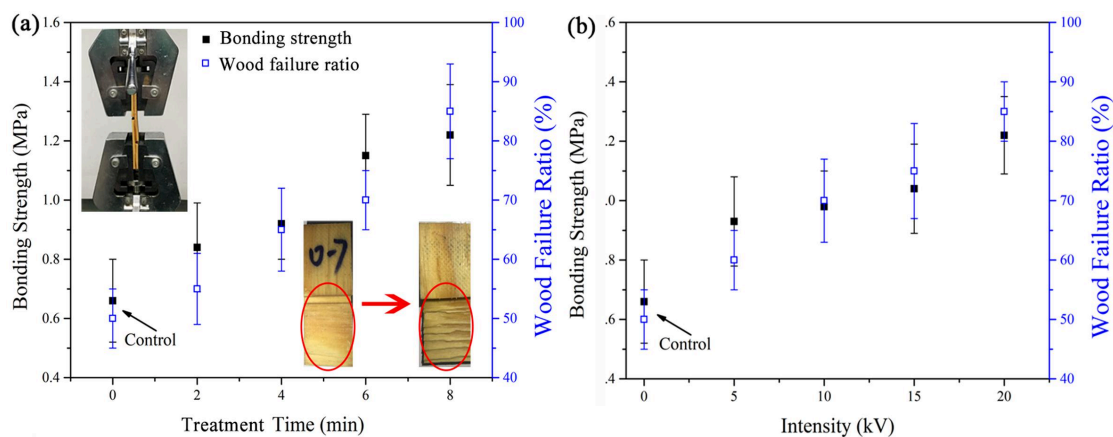 (a)
1.6
1.4
1.2
1.0
0.8
0.6
0.4
Bonding Strength (MPa)
Bonding strength
Wood failure ratio
Control
0-7
100
90
80
70
60
50
40
Wood Failure Ratio (%)
0 2 4 6 8
Treatment Time (min)
(b)
.6
.4
.2
.0
.8
.6
.4
Bonding Strength (MPa)
Control
100
90
80
70
60
50
40
Wood Failure Ratio (%)
0 5 10 15 20
Intensity (kV)